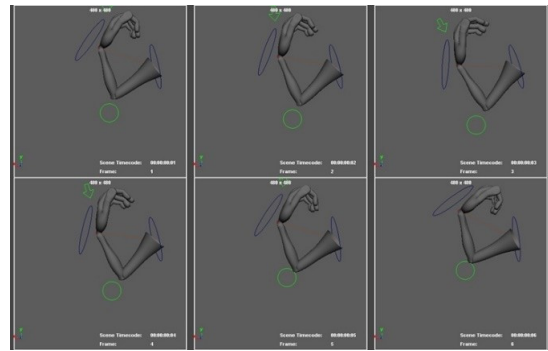 400 x 400
Scene Timecode: 00:00:00:01
Frame: 1
400 x 400
Scene Timecode: 00:00:00:02
Frame: 2
400 x 400
Scene Timecode: 00:00:00:03
Frame: 3
400 x 400
Scene Timecode: 00:00:00:04
Frame: 4
400 x 400
Scene Timecode: 00:00:00:05
Frame: 5
400 x 400
Scene Timecode: 00:00:00:06
Frame: 6